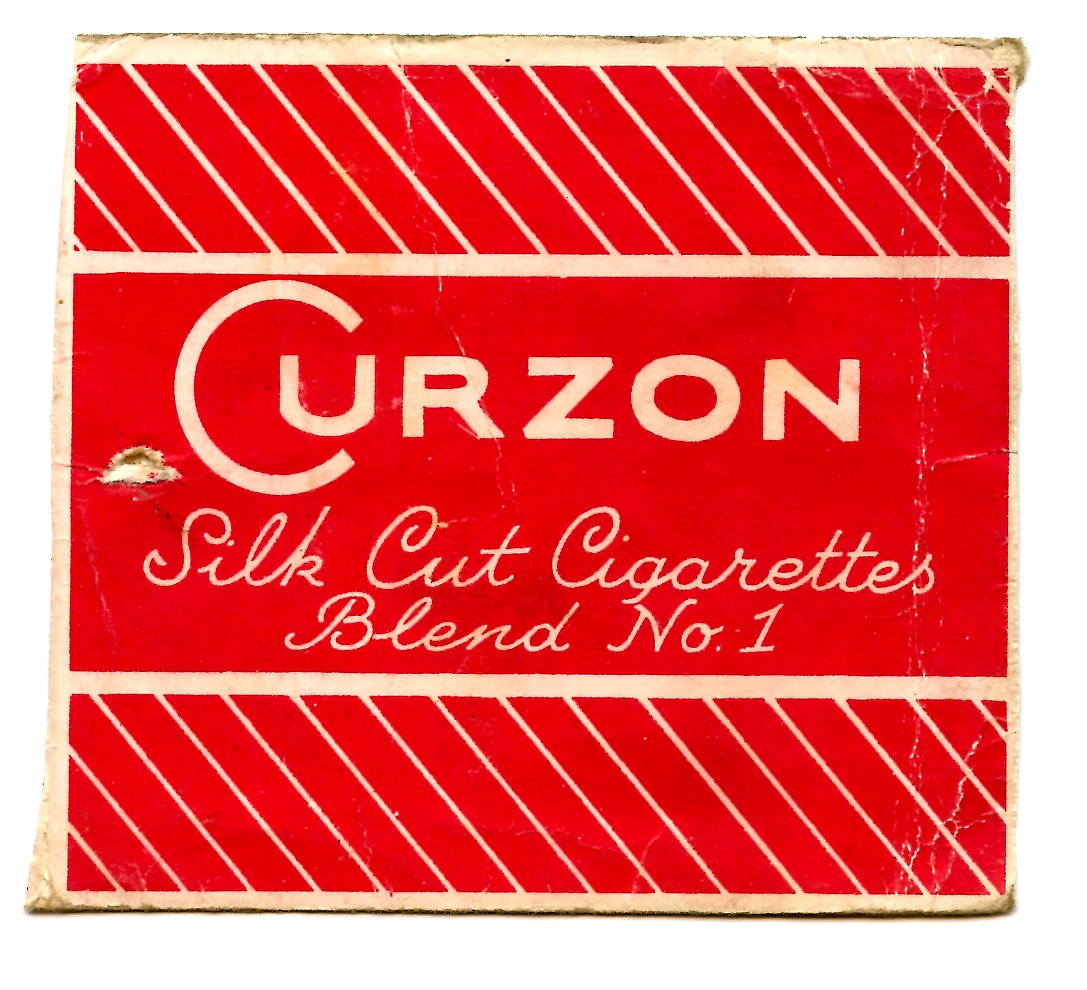 CURZON
Silk Cut Cigarettes
Blend No. 1